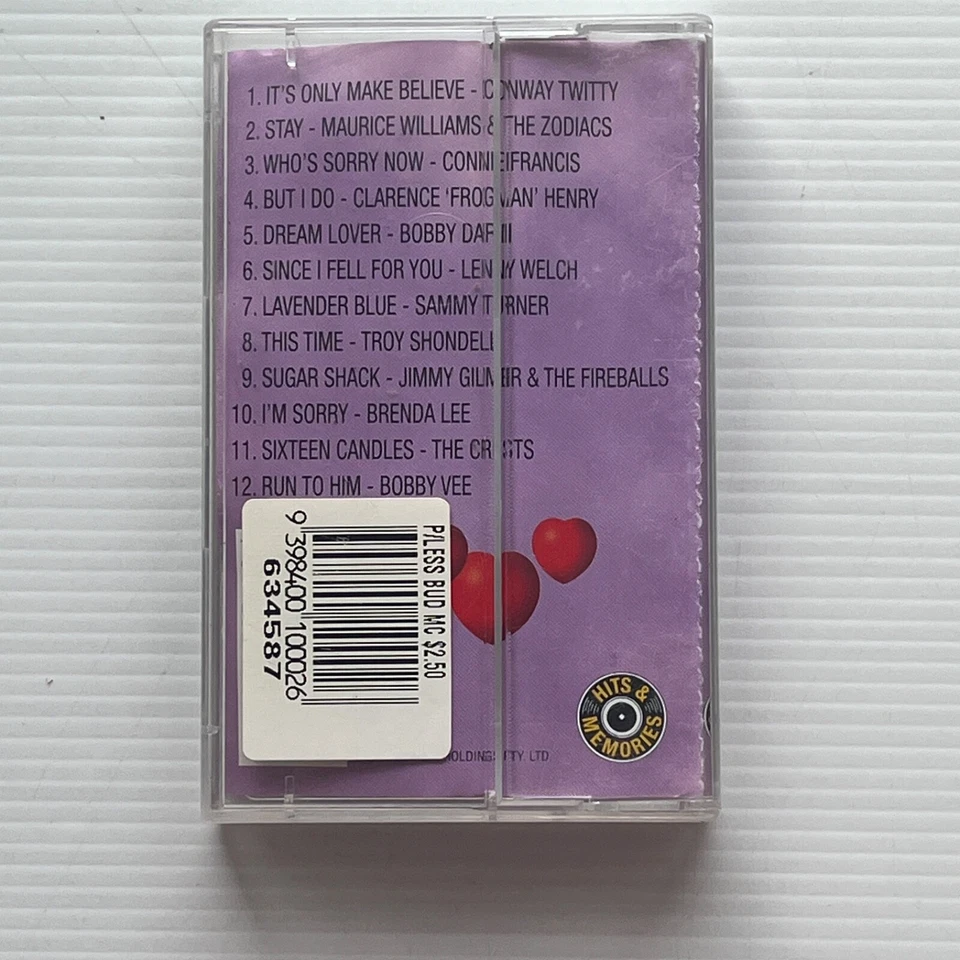 1. IT'S ONLY MAKE BELIEVE - CONWAY TWITTY
2. STAY - MAURICE WILLIAMS & THE ZODIACS
3. WHO'S SORRY NOW - CONNIE FRANCIS
4. BUT I DO - CLARENCE 'FROGMAN' HENRY
5. DREAM LOVER - BOBBY DARIN
6. SINCE I FELL FOR YOU - LENNY WELCH
7. LAVENDER BLUE - SAMMY TURNER
8. THIS TIME - TROY SHONDELL
9. SUGAR SHACK - JIMMY GILMER & THE FIREBALLS
10. I'M SORRY - BRENDA LEE
11. SIXTEEN CANDLES - THE CRESTS
12. RUN TO HIM - BOBBY VEE
P/LESS BUD MC $2.50
9 398400 100026
634587
HITS &
MEMORIES
HOLDINGS PTY. LTD